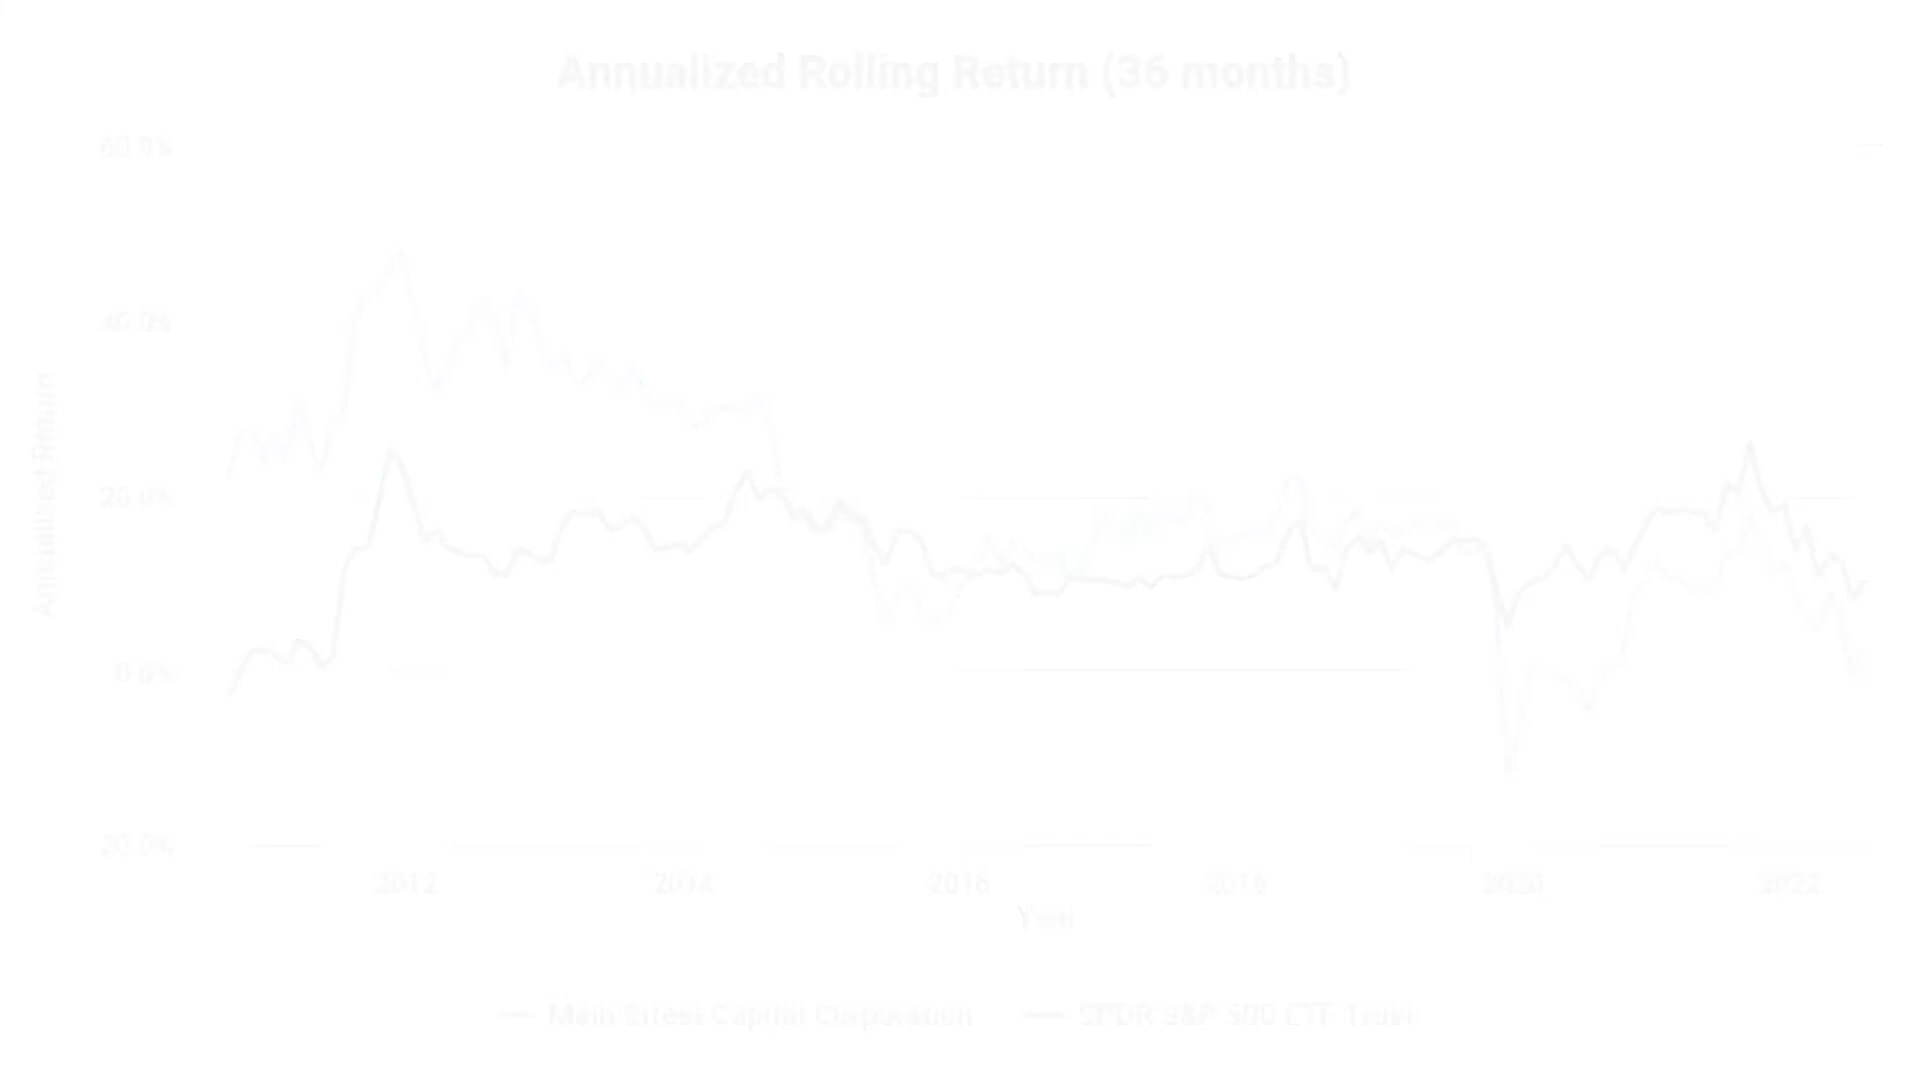 Annualized Rolling Return (36 months)
60.0%
40.0%
Annualized Return
20.0%
0.0%
20.0%
2012 2014 2016 2020 2022
Year
Main Street Capital Corporation SPDR S&P 500 ETF Trust